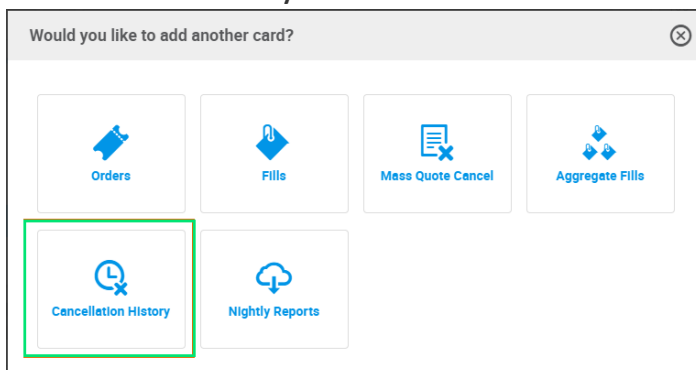 Would you like to add another card?
Orders
Fills
Mass Quote Cancel
Aggregate Fills
Cancellation History
Nightly Reports